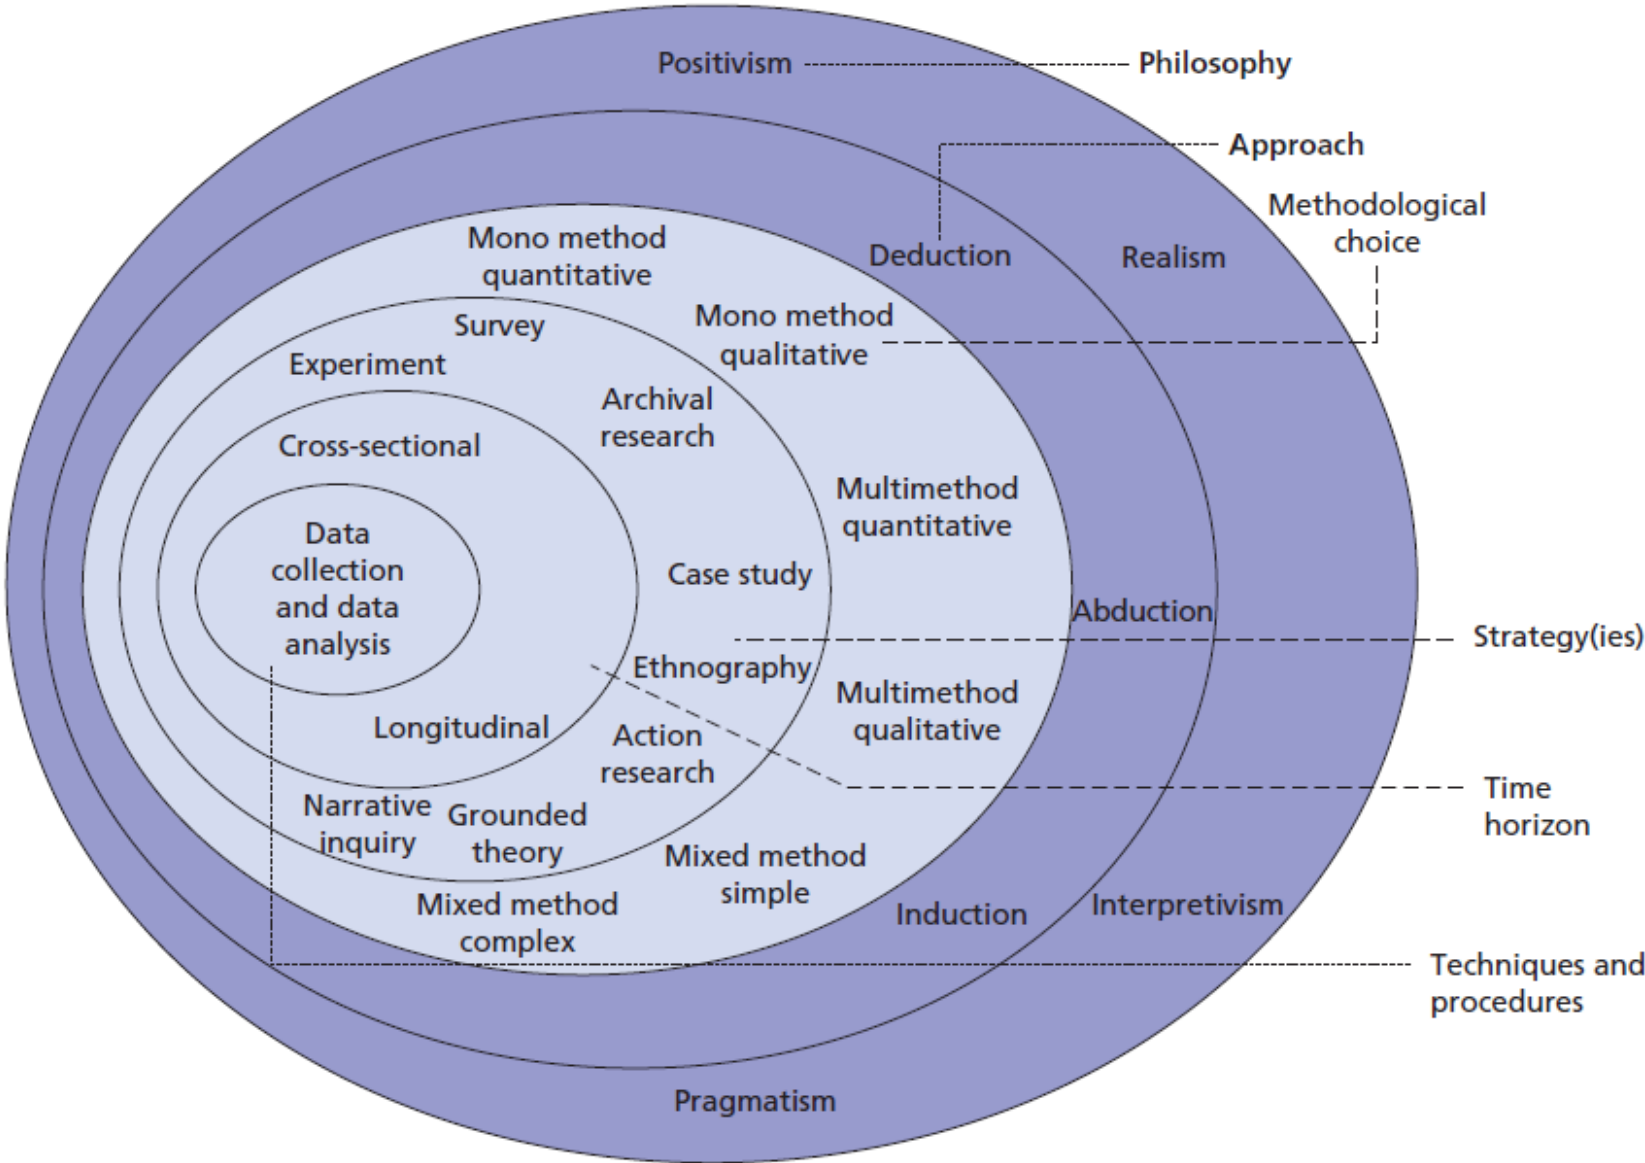 Positivism
Philosophy
Approach
Methodological
choice
Mono method
quantitative
Deduction
Realism
Survey
Mono method
qualitative
Experiment
Archival
research
Cross-sectional
Multimethod
quantitative
Data
collection
and data
analysis
Case study
Abduction
Strategy(ies)
Ethnography
Multimethod
qualitative
Longitudinal
Action
research
Time
horizon
Narrative
inquiry
Grounded
theory
Mixed method
simple
Mixed method
complex
Induction
Interpretivism
Techniques and
procedures
Pragmatism